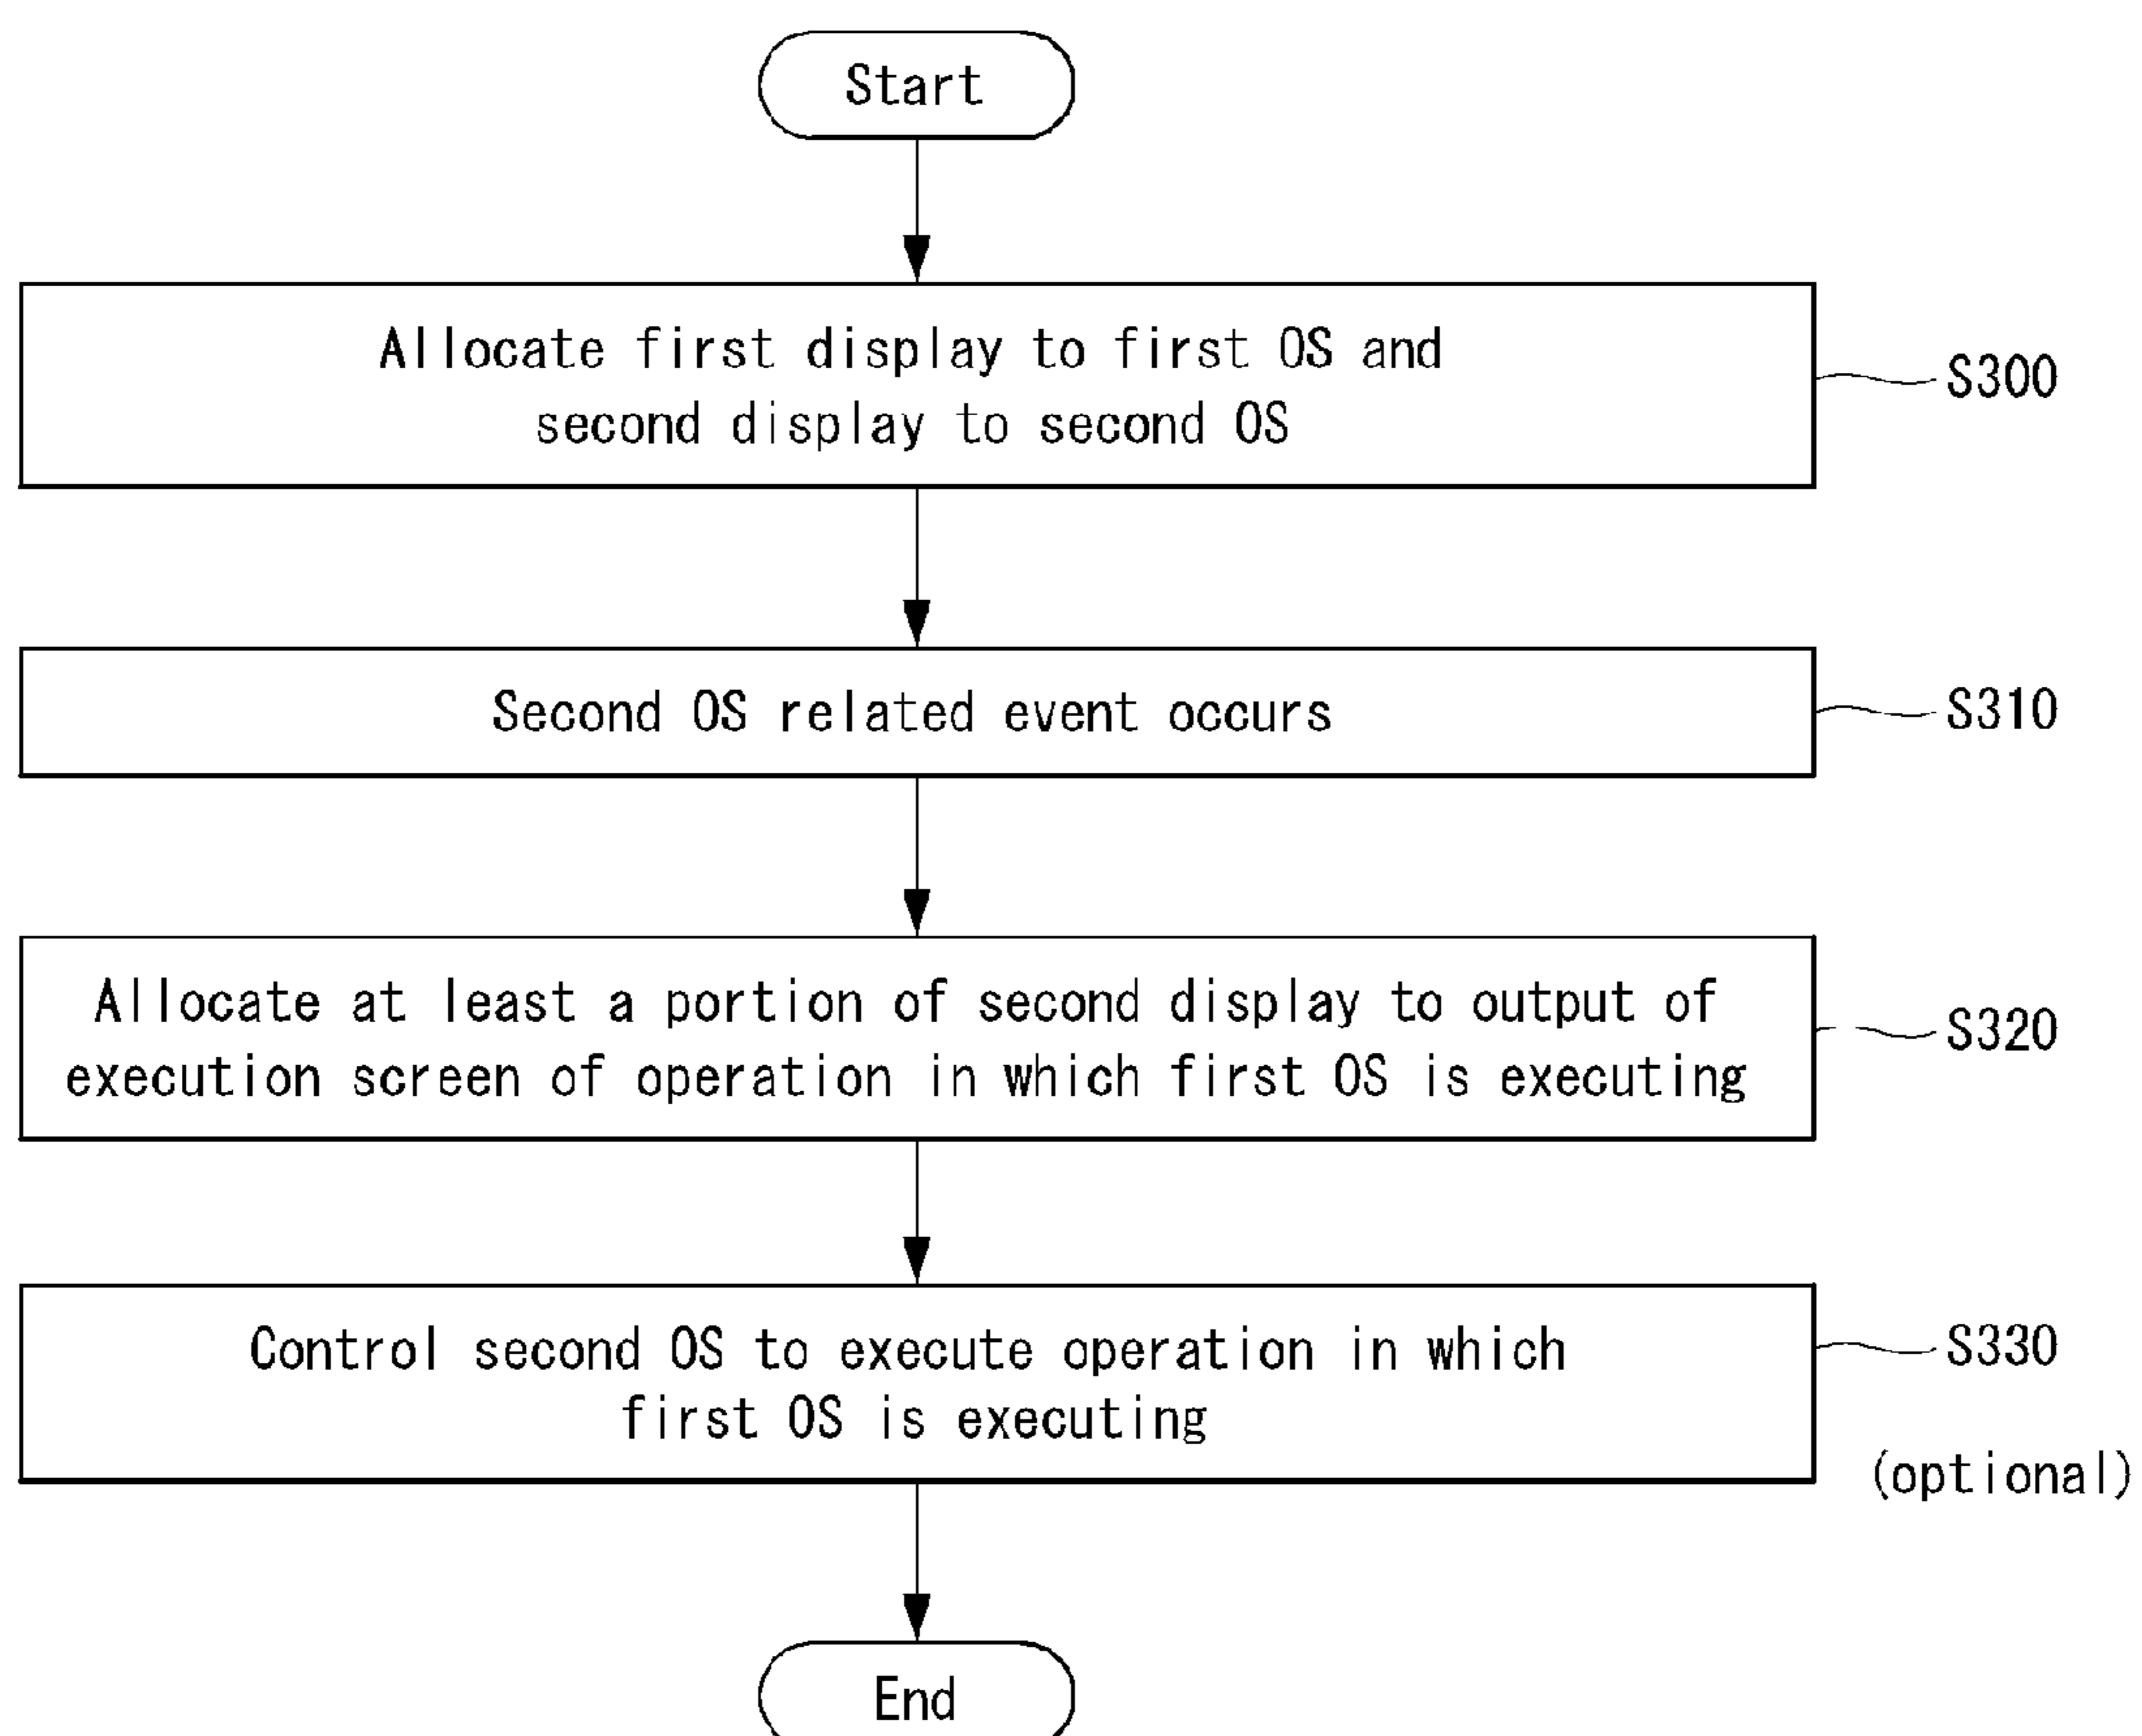 Start
Allocate first display to first OS and
second display to second OS
S300
Second OS related event occurs
S310
Allocate at least a portion of second display to output of
execution screen of operation in which first OS is executing
S320
Control second OS to execute operation in which
first OS is executing
S330
(optional)
End